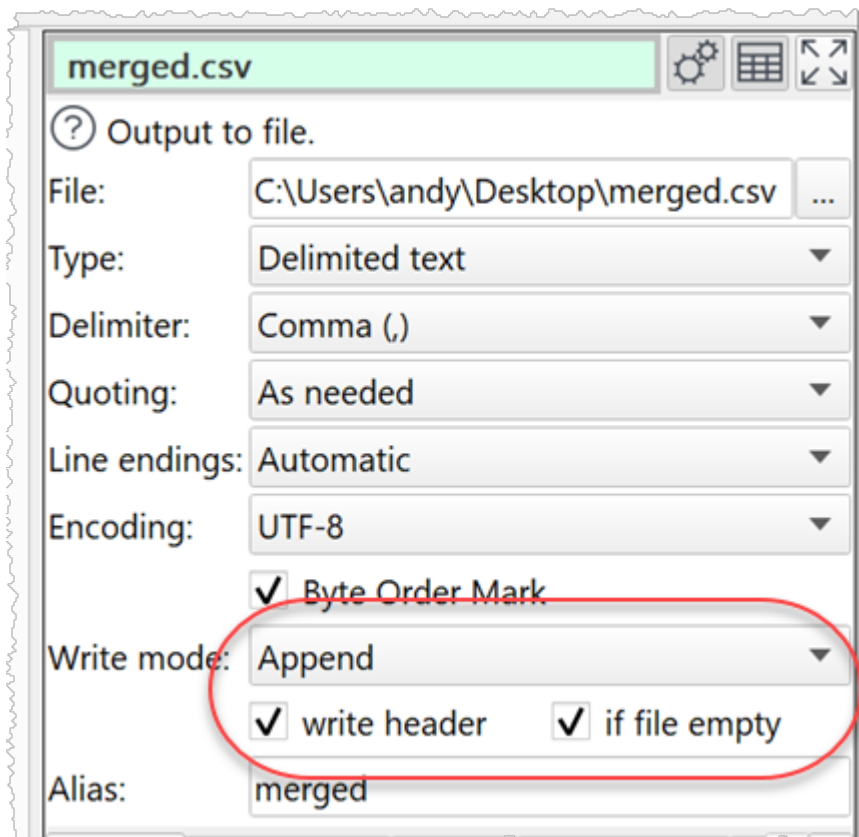 merged.csv
? Output to file.
File: C:\Users\andy\Desktop\merged.csv ...
Type: Delimited text
Delimiter: Comma (,)
Quoting: As needed
Line endings: Automatic
Encoding: UTF-8
Byte Order Mark
Write mode: Append
write header if file empty
Alias: merged